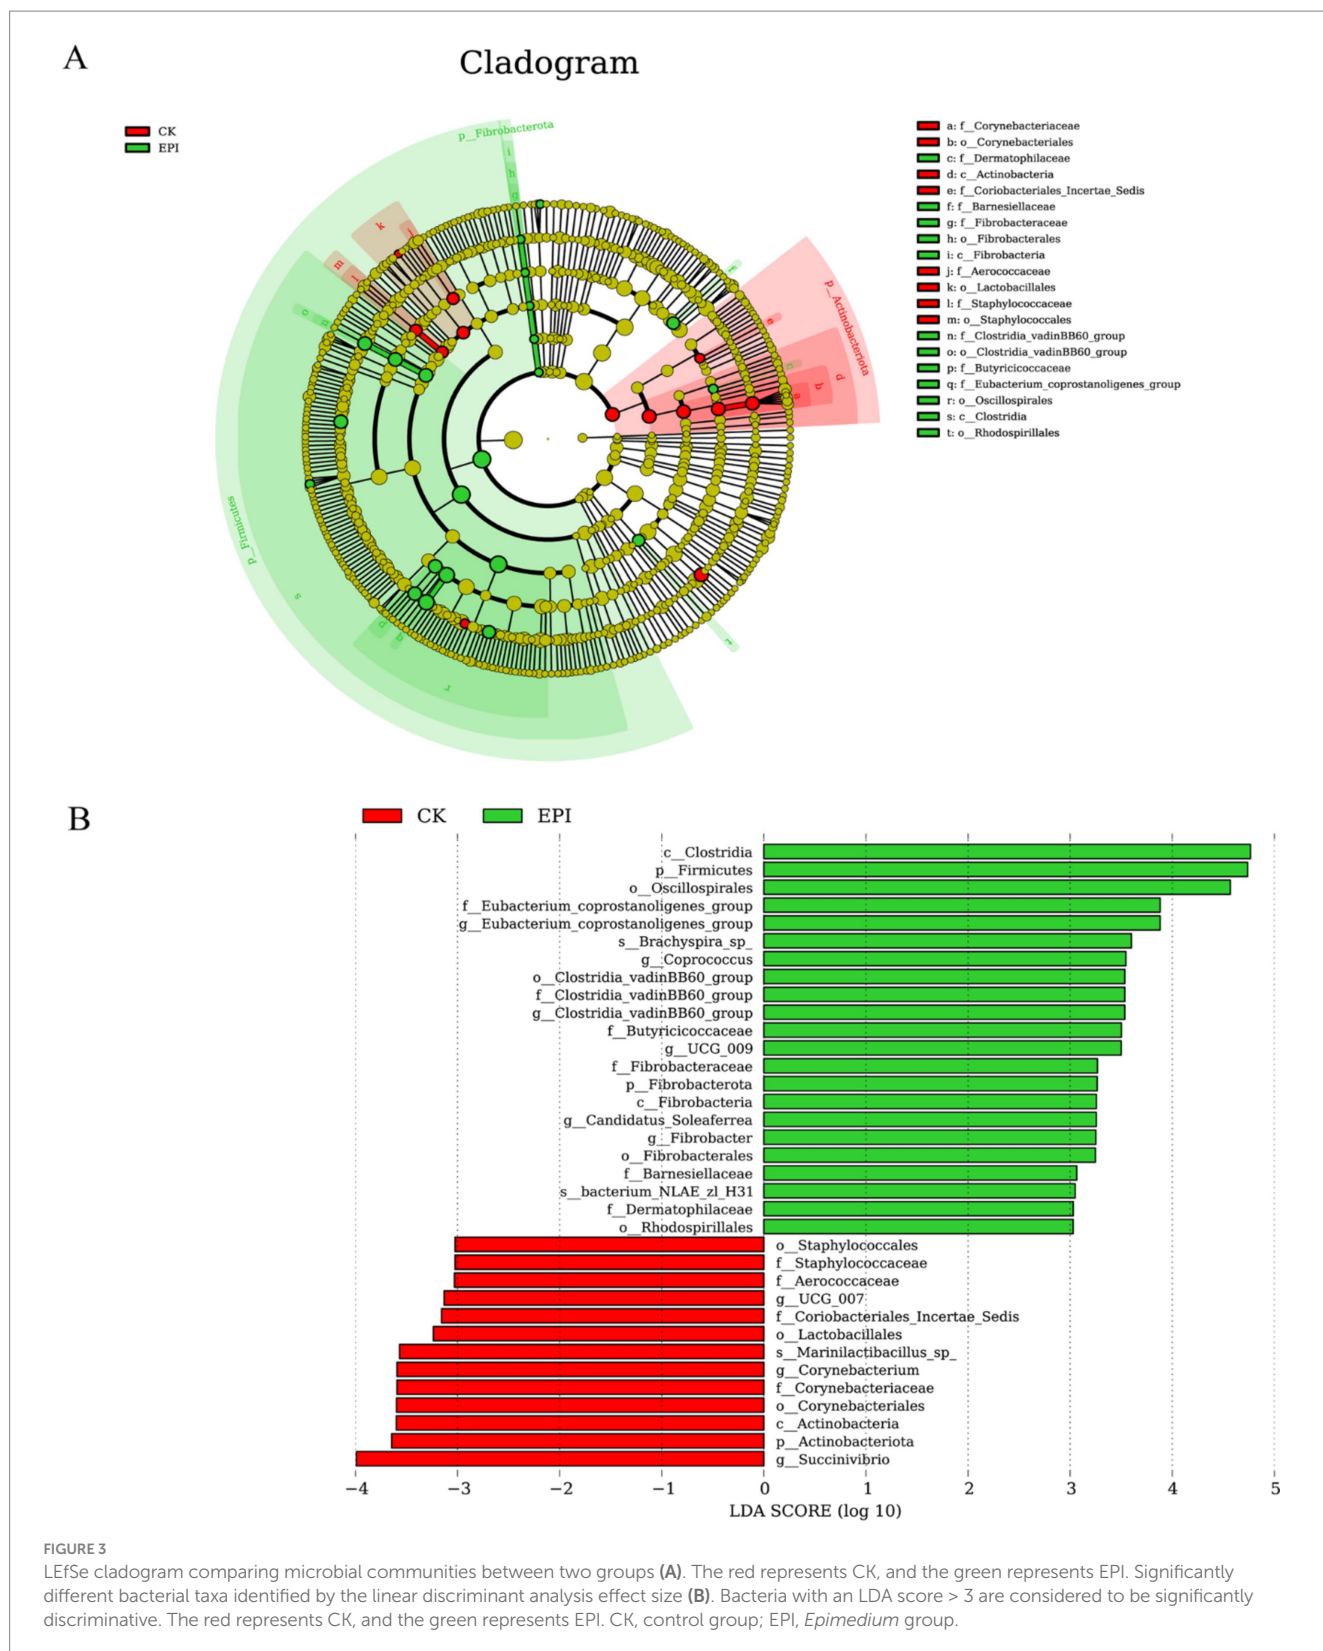 A
Cladogram
CK
EPI
p__Fibrobacterota
i
h
g
k
j
m
l
o
n
f
p__Actinobacteriota
e
c
d
b
a
p__Firmicutes
s
p
q
r
t
a: f__Corynebacteriaceae
b: o__Corynebacteriales
c: f__Dermatophilaceae
d: c__Actinobacteria
e: f__Coriobacteriales_Incertae_Sedis
f: f__Barnesiellaceae
g: f__Fibrobacteraceae
h: o__Fibrobacterales
i: c__Fibrobacteria
j: f__Aerococcaceae
k: o__Lactobacillales
l: f__Staphylococcaceae
m: o__Staphylococcales
n: f__Clostridia_vadinBB60_group
o: o__Clostridia_vadinBB60_group
p: f__Butyricicoccaceae
q: f__Eubacterium_coprostanoligenes_group
r: o__Oscillospirales
s: c__Clostridia
t: o__Rhodospirillales
B
CK
EPI
c__Clostridia
p__Firmicutes
o__Oscillospirales
f__Eubacterium_coprostanoligenes_group
g__Eubacterium_coprostanoligenes_group
s__Brachyspira_sp_
g__Coprococcus
o__Clostridia_vadinBB60_group
f__Clostridia_vadinBB60_group
g__Clostridia_vadinBB60_group
f__Butyricicoccaceae
g__UCG_009
f__Fibrobacteraceae
p__Fibrobacterota
c__Fibrobacteria
g__Candidatus_Soleaferrea
g__Fibrobacter
o__Fibrobacterales
f__Barnesiellaceae
s__bacterium_NLAE_zl_H31
f__Dermatophilaceae
o__Rhodospirillales
o__Staphylococcales
f__Staphylococcaceae
f__Aerococcaceae
g__UCG_007
f__Coriobacteriales_Incertae_Sedis
o__Lactobacillales
s__Marinilactibacillus_sp_
g__Corynebacterium
f__Corynebacteriaceae
o__Corynebacteriales
c__Actinobacteria
p__Actinobacteriota
g__Succinivibrio
−4 −3 −2 −1 0 1 2 3 4 5
LDA SCORE (log 10)
FIGURE 3
LEfSe cladogram comparing microbial communities between two groups (A). The red represents CK, and the green represents EPI. Significantly
different bacterial taxa identified by the linear discriminant analysis effect size (B). Bacteria with an LDA score > 3 are considered to be significantly
discriminative. The red represents CK, and the green represents EPI. CK, control group; EPI, Epimedium group.